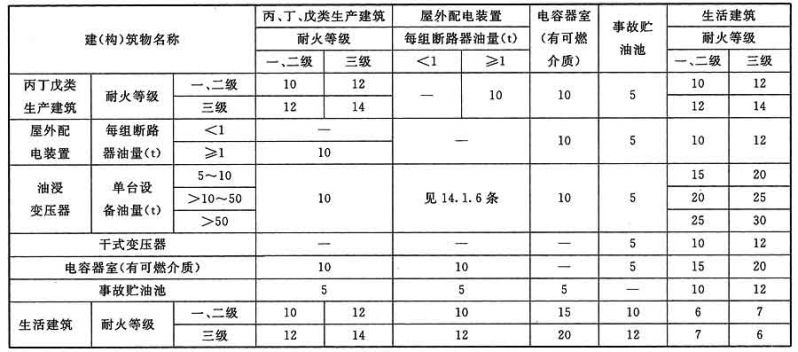 建(构)筑物名称 丙、丁、戊类生产建筑 屋外配电装置 电容器室(有可燃介质) 事故贮油池 生活建筑
耐火等级 每组断路器油量(t) 耐火等级
一、二级 三级 <1 ≥1 一、二级 三级
丙丁戊类生产建筑 耐火等级 一、二级 10 12 — 10 10 5 10 12
三级 12 14 12 14
屋外配电装置 每组断路器油量(t) <1 — — 10 5 10 12
≥1 10
油浸变压器 单台设备油量(t) 5~10 10 见14.1.6条 10 5 15 20
>10~50 20 25
>50 25 30
干式变压器 — — — 5 10 12
电容器室(有可燃介质) 10 10 — 5 15 20
事故贮油池 5 5 5 — 10 12
生活建筑 耐火等级 一、二级 10 12 10 15 10 6 7
三级 12 14 12 20 12 7 6